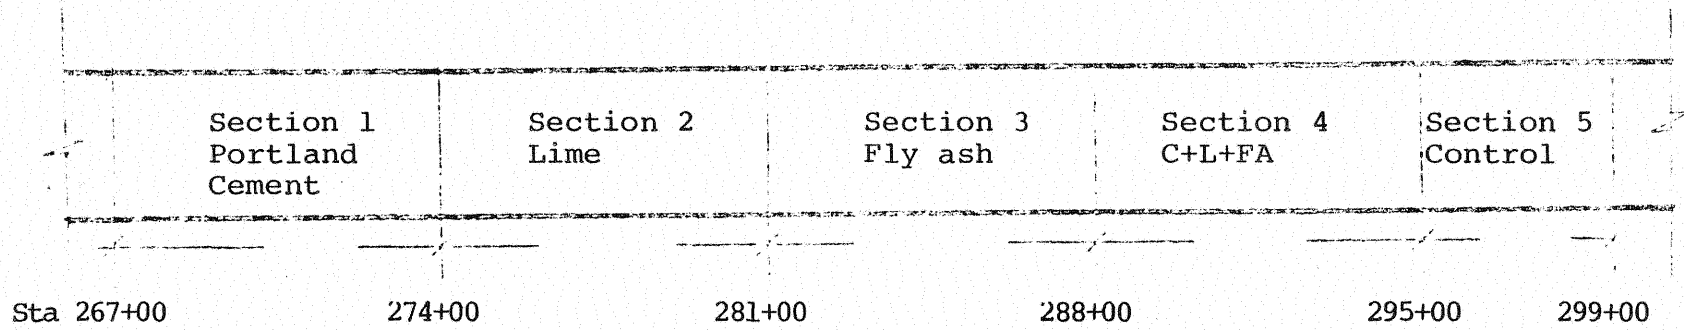 Section 1 Section 2 Section 3 Section 4 Section 5
Portland Lime Fly ash C+L+FA Control
Cement
Sta 267+00 274+00 281+00 288+00 295+00 299+00